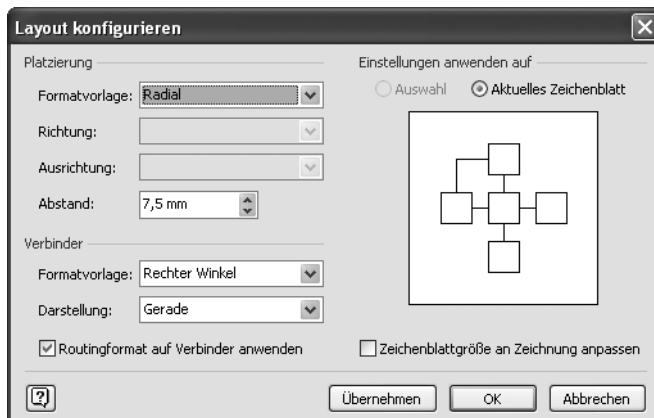 Layout konfigurieren
Platzierung
Formatvorlage: Radial
Richtung:
Ausrichtung:
Abstand: 7,5 mm
Verbinder
Formatvorlage: Rechter Winkel
Darstellung: Gerade
Routingformat auf Verbinder anwenden
Einstellungen anwenden auf
Auswahl Aktuelles Zeichenblatt
Zeichenblattgröße an Zeichnung anpassen
?
Übernehmen OK Abbrechen